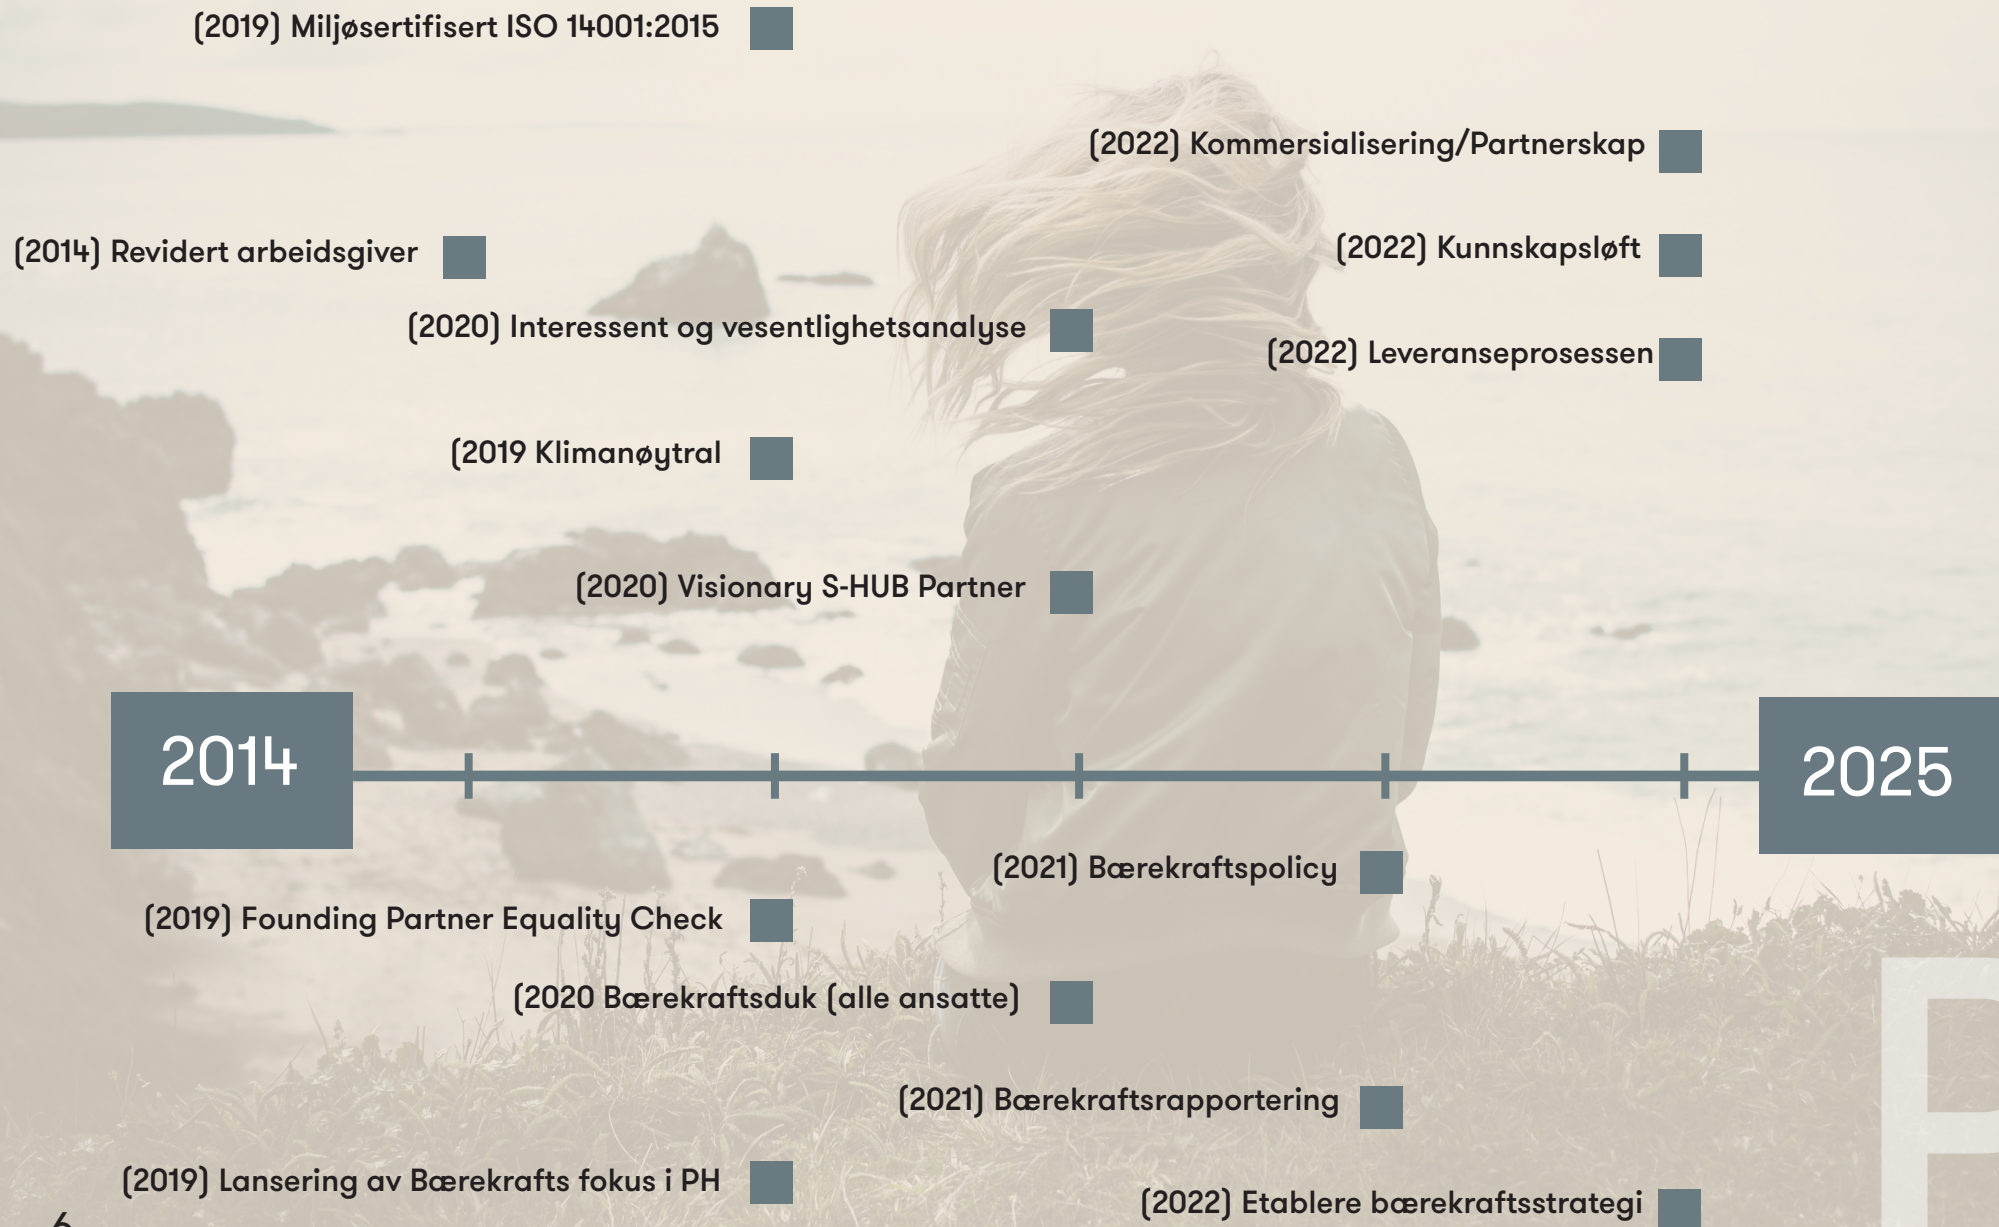 (2019) Miljøsertifisert ISO 14001:2015
(2022) Kommersialisering/Partnerskap
(2014) Revidert arbeidsgiver
(2022) Kunnskapsløft
(2020) Interessent og vesentlighetsanalyse
(2022) Leveranseprosessen
(2019 Klimanøytral
(2020) Visionary S-HUB Partner
2014
2025
(2021) Bærekraftspolicy
(2019) Founding Partner Equality Check
(2020 Bærekraftsduk (alle ansatte)
(2021) Bærekraftsrapportering
(2019) Lansering av Bærekrafts fokus i PH
(2022) Etablere bærekraftsstrategi
6